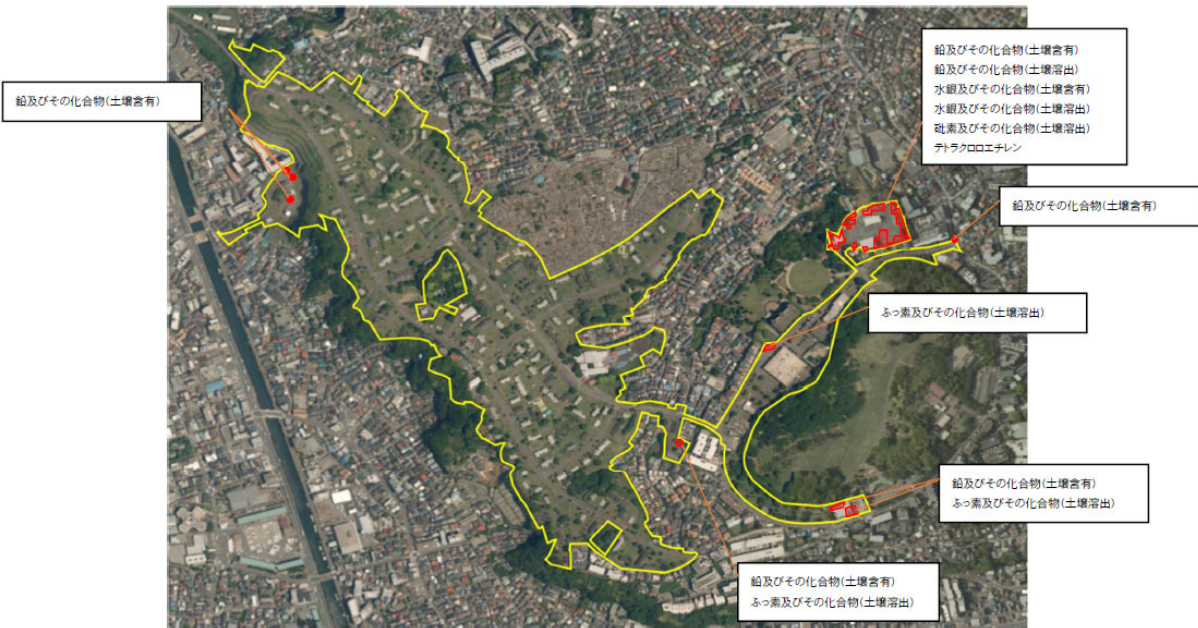 鉛及びその化合物(土壌含有)
鉛及びその化合物(土壌含有)
鉛及びその化合物(土壌溶出)
水銀及びその化合物(土壌含有)
水銀及びその化合物(土壌溶出)
砒素及びその化合物(土壌溶出)
テトラクロロエチレン
鉛及びその化合物(土壌含有)
ふっ素及びその化合物(土壌溶出)
鉛及びその化合物(土壌含有)
ふっ素及びその化合物(土壌溶出)
鉛及びその化合物(土壌含有)
ふっ素及びその化合物(土壌溶出)